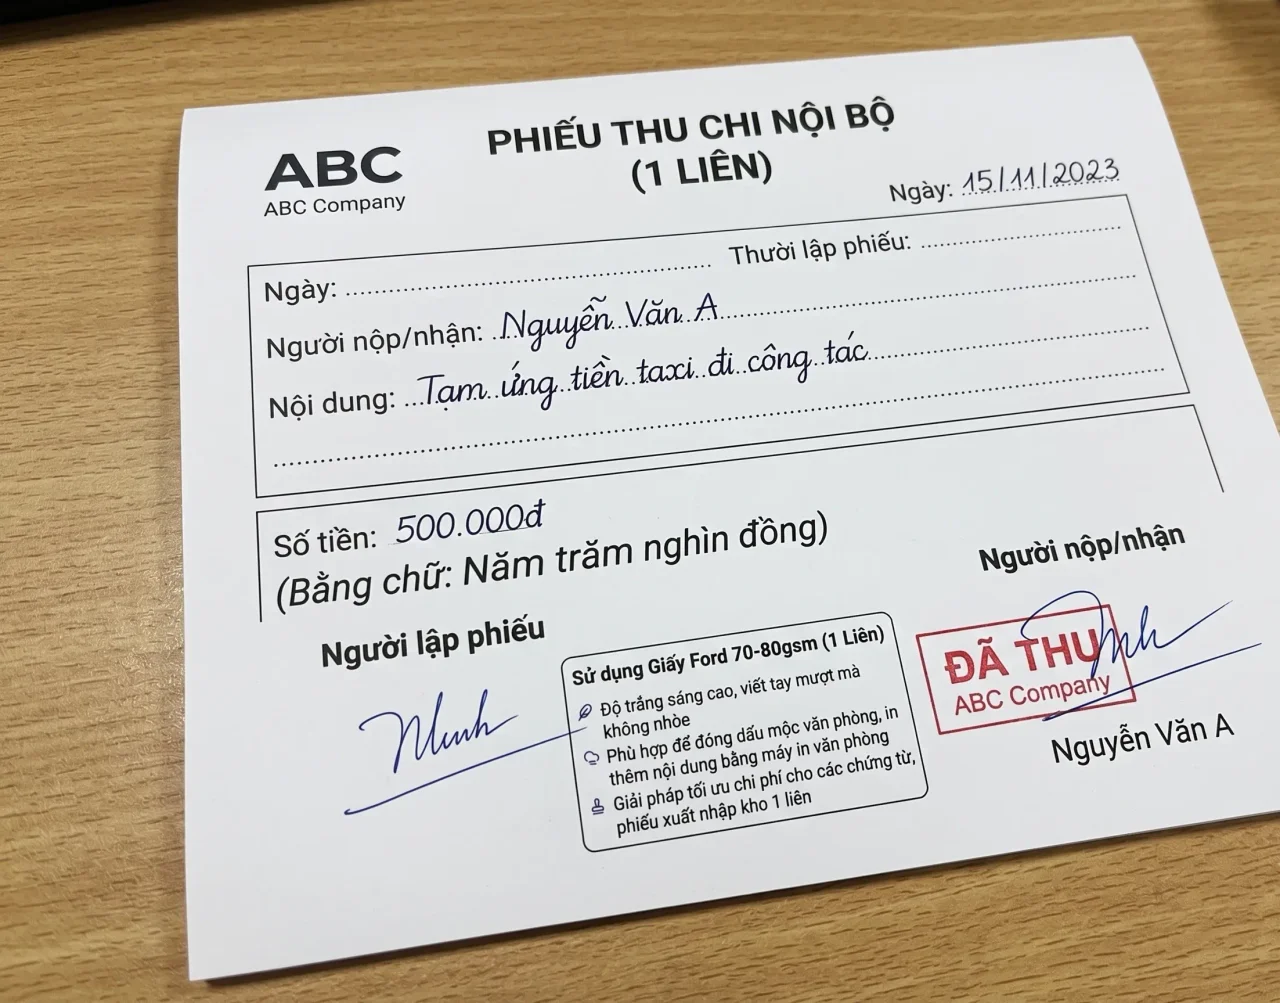 ABC
ABC Company
PHIẾU THU CHI NỘI BỘ
(1 LIÊN)
Ngày: 15/11/2023
Ngày: Thười lập phiếu:
Người nộp/nhận: Nguyễn Văn A
Nội dung: Tạm ứng tiền taxi đi công tác
Số tiền: 500.000đ
(Bằng chữ: Năm trăm nghìn đồng)
Người lập phiếu
Sử dụng Giấy Ford 70-80gsm (1 Liên)
Độ trắng sáng cao, viết tay mượt mà
không nhòe
Phù hợp để đóng dấu mộc văn phòng, in
thêm nội dung bằng máy in văn phòng
Giải pháp tối ưu chi phí cho các chứng từ,
phiếu xuất nhập kho 1 liên
Người nộp/nhận
ĐÃ THU
ABC Company
Nguyễn Văn A